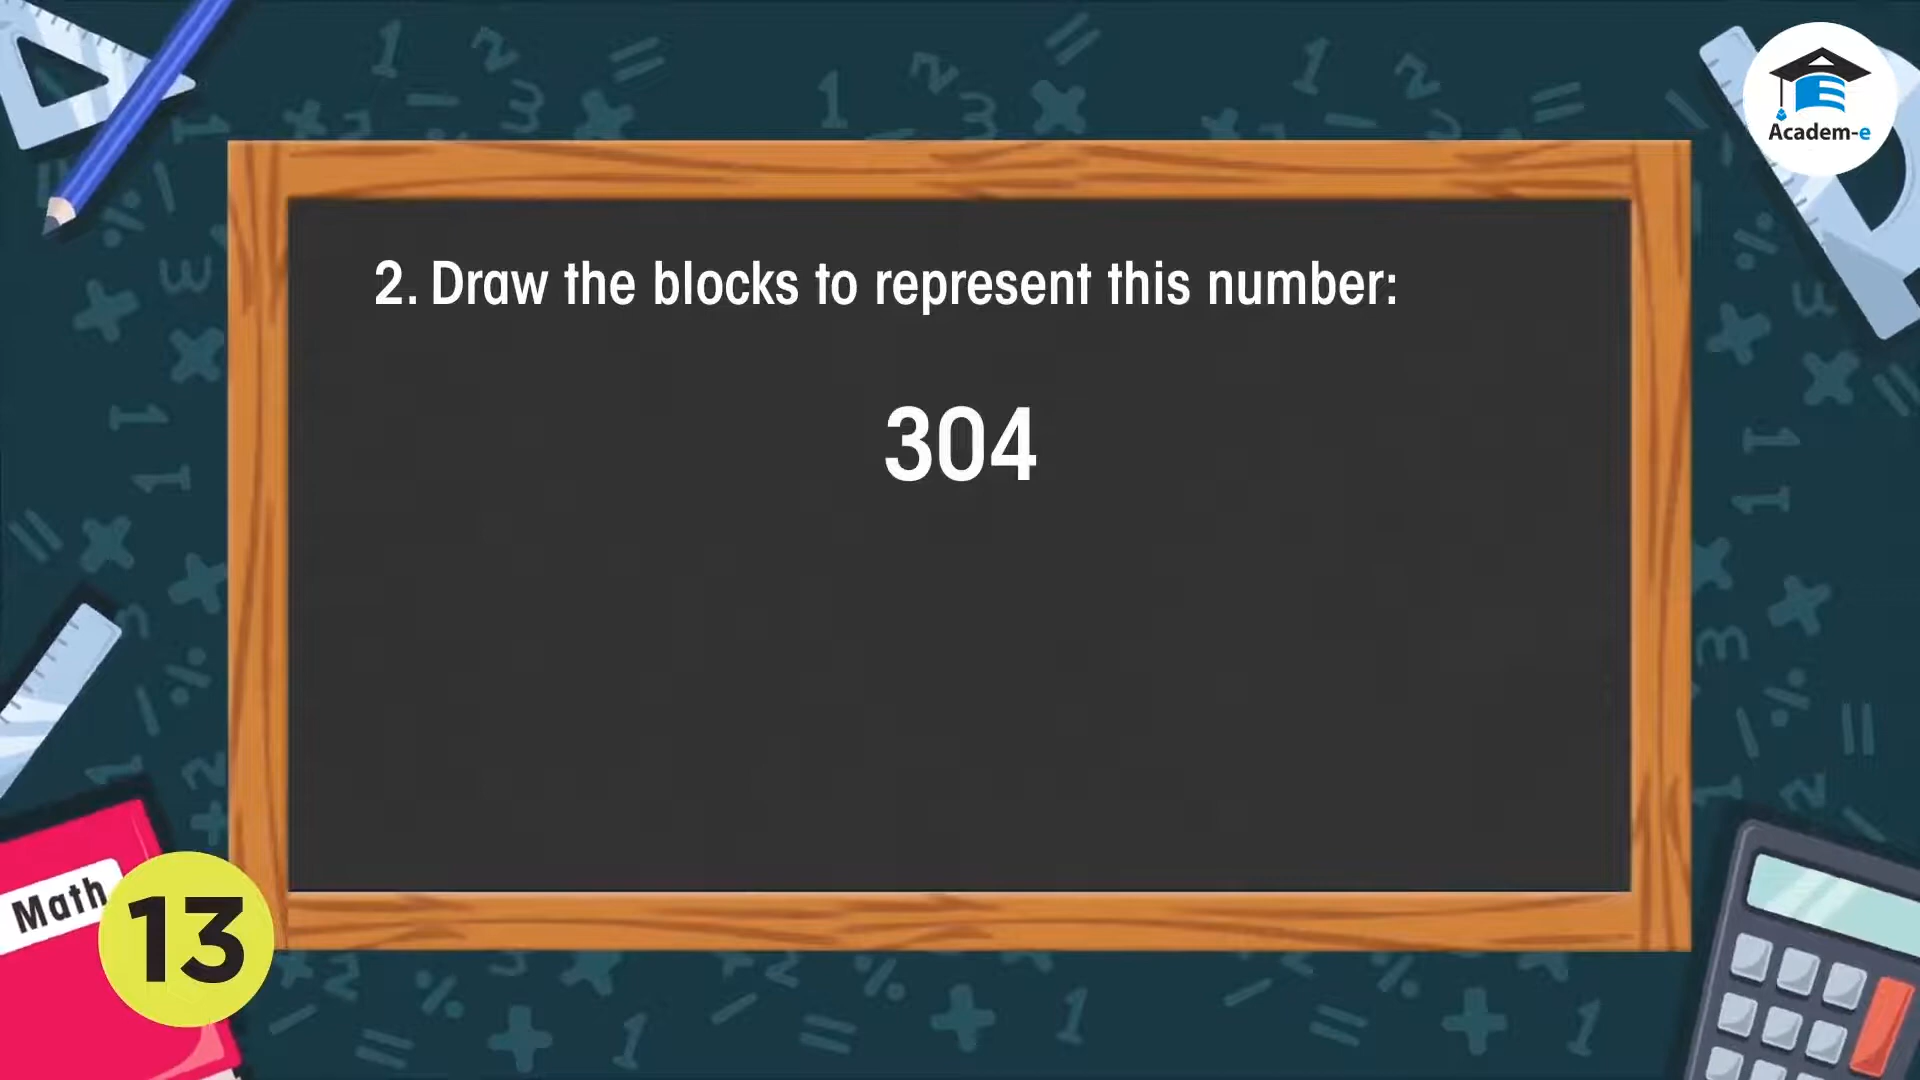 Academ-e
2. Draw the blocks to represent this number:
304
Math
13